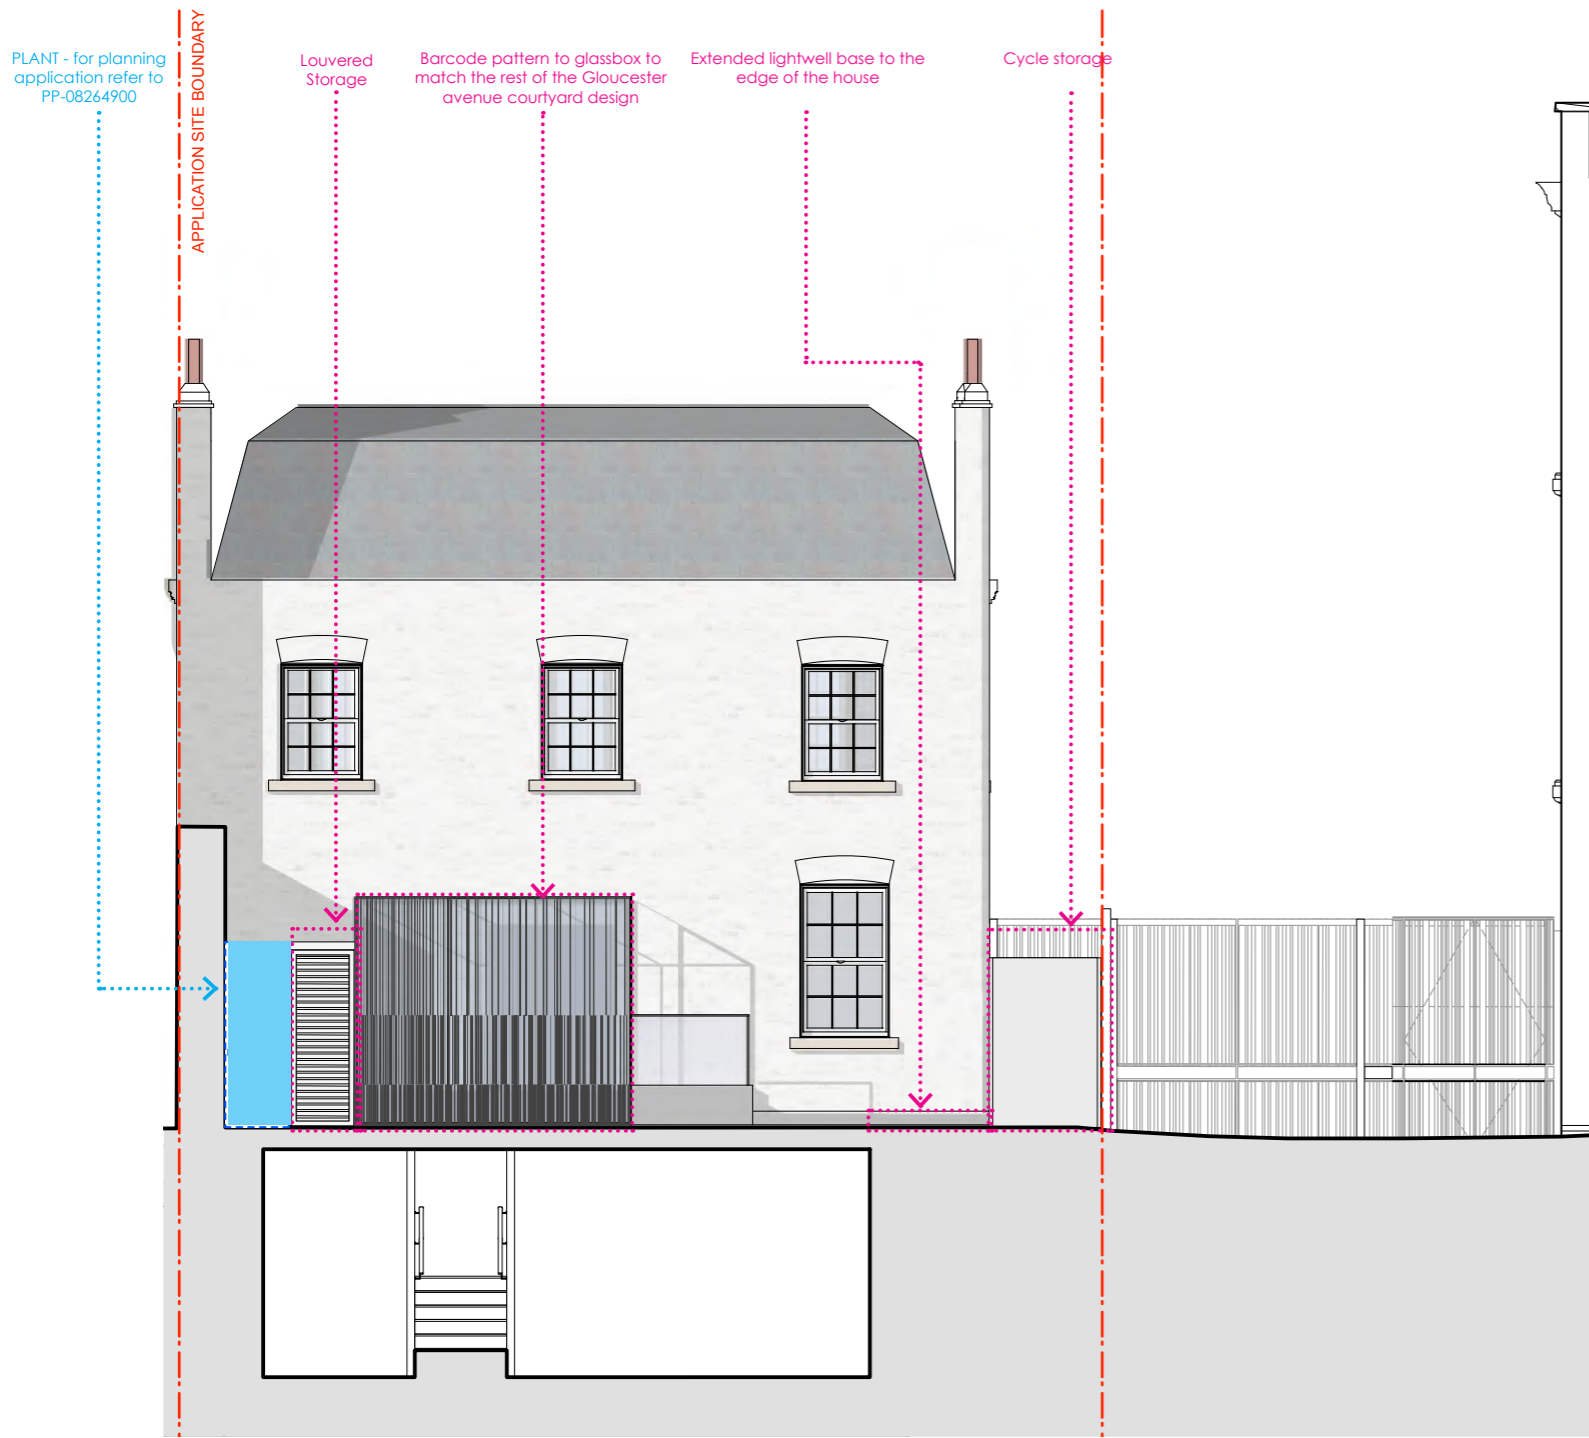 PLANT - for planning
application refer to
PP-08264900
APPLICATION SITE BOUNDARY
Louvered
Storage
Barcode pattern to glassbox to
match the rest of the Gloucester
avenue courtyard design
Extended lightwell base to the
edge of the house
Cycle storage